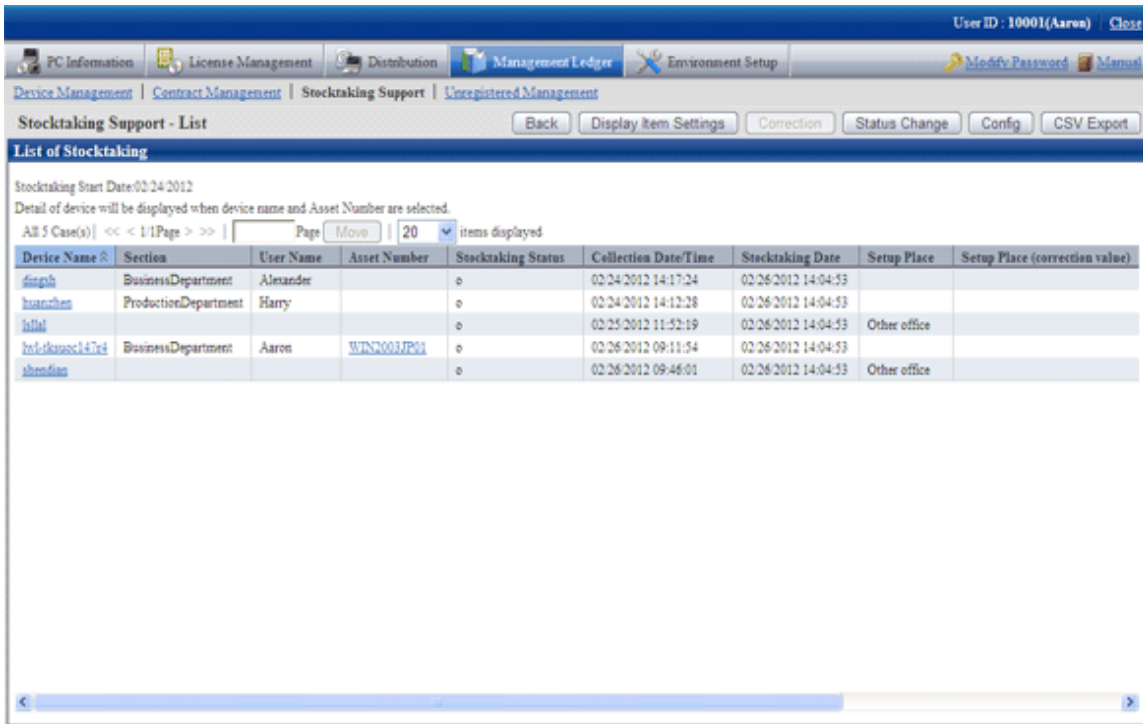 User ID : 10001(Aaron) Close
PC Information License Management Distribution Management Ledger Environment Setup Modify Password Manual
Device Management | Contract Management | Stocktaking Support | Unregistered Management
Stocktaking Support - List Back Display Item Settings Correction Status Change Config CSV Export
List of Stocktaking
Stocktaking Start Date:02/24/2012
Detail of device will be displayed when device name and Asset Number are selected.
All 5 Case(s) | << < 1/1Page > >> | Page Move | 20 items displayed
Device Name Section User Name Asset Number Stocktaking Status Collection Date/Time Stocktaking Date Setup Place Setup Place (correction value)
BusinessDepartment Alexander o 02/24/2012 14:17:24 02/26/2012 14:04:53
huanzhen ProductionDepartment Harry o 02/24/2012 14:12:28 02/26/2012 14:04:53
o 02/25/2012 11:52:19 02/26/2012 14:04:53 Other office
BusinessDepartment Aaron WIN2003JP01 o 02/26/2012 09:11:54 02/26/2012 14:04:53
shendian o 02/26/2012 09:46:01 02/26/2012 14:04:53 Other office